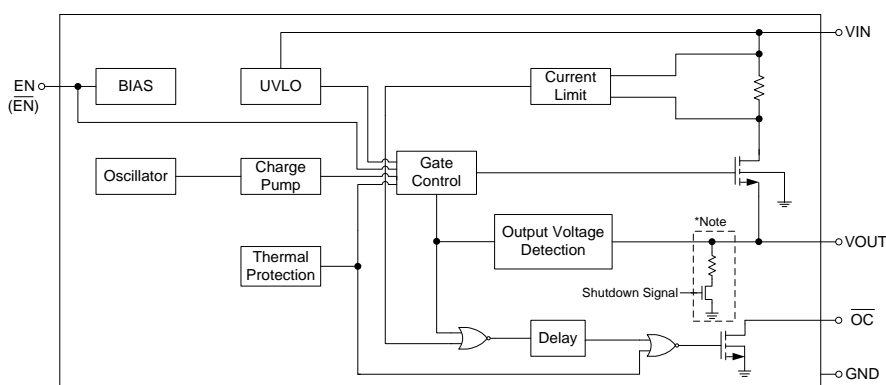 VIN
EN
(EN)
BIAS
UVLO
Current
Limit
Oscillator
Charge
Pump
Gate
Control
*Note
Thermal
Protection
Output Voltage
Detection
VOUT
Shutdown Signal
OC
Delay
GND